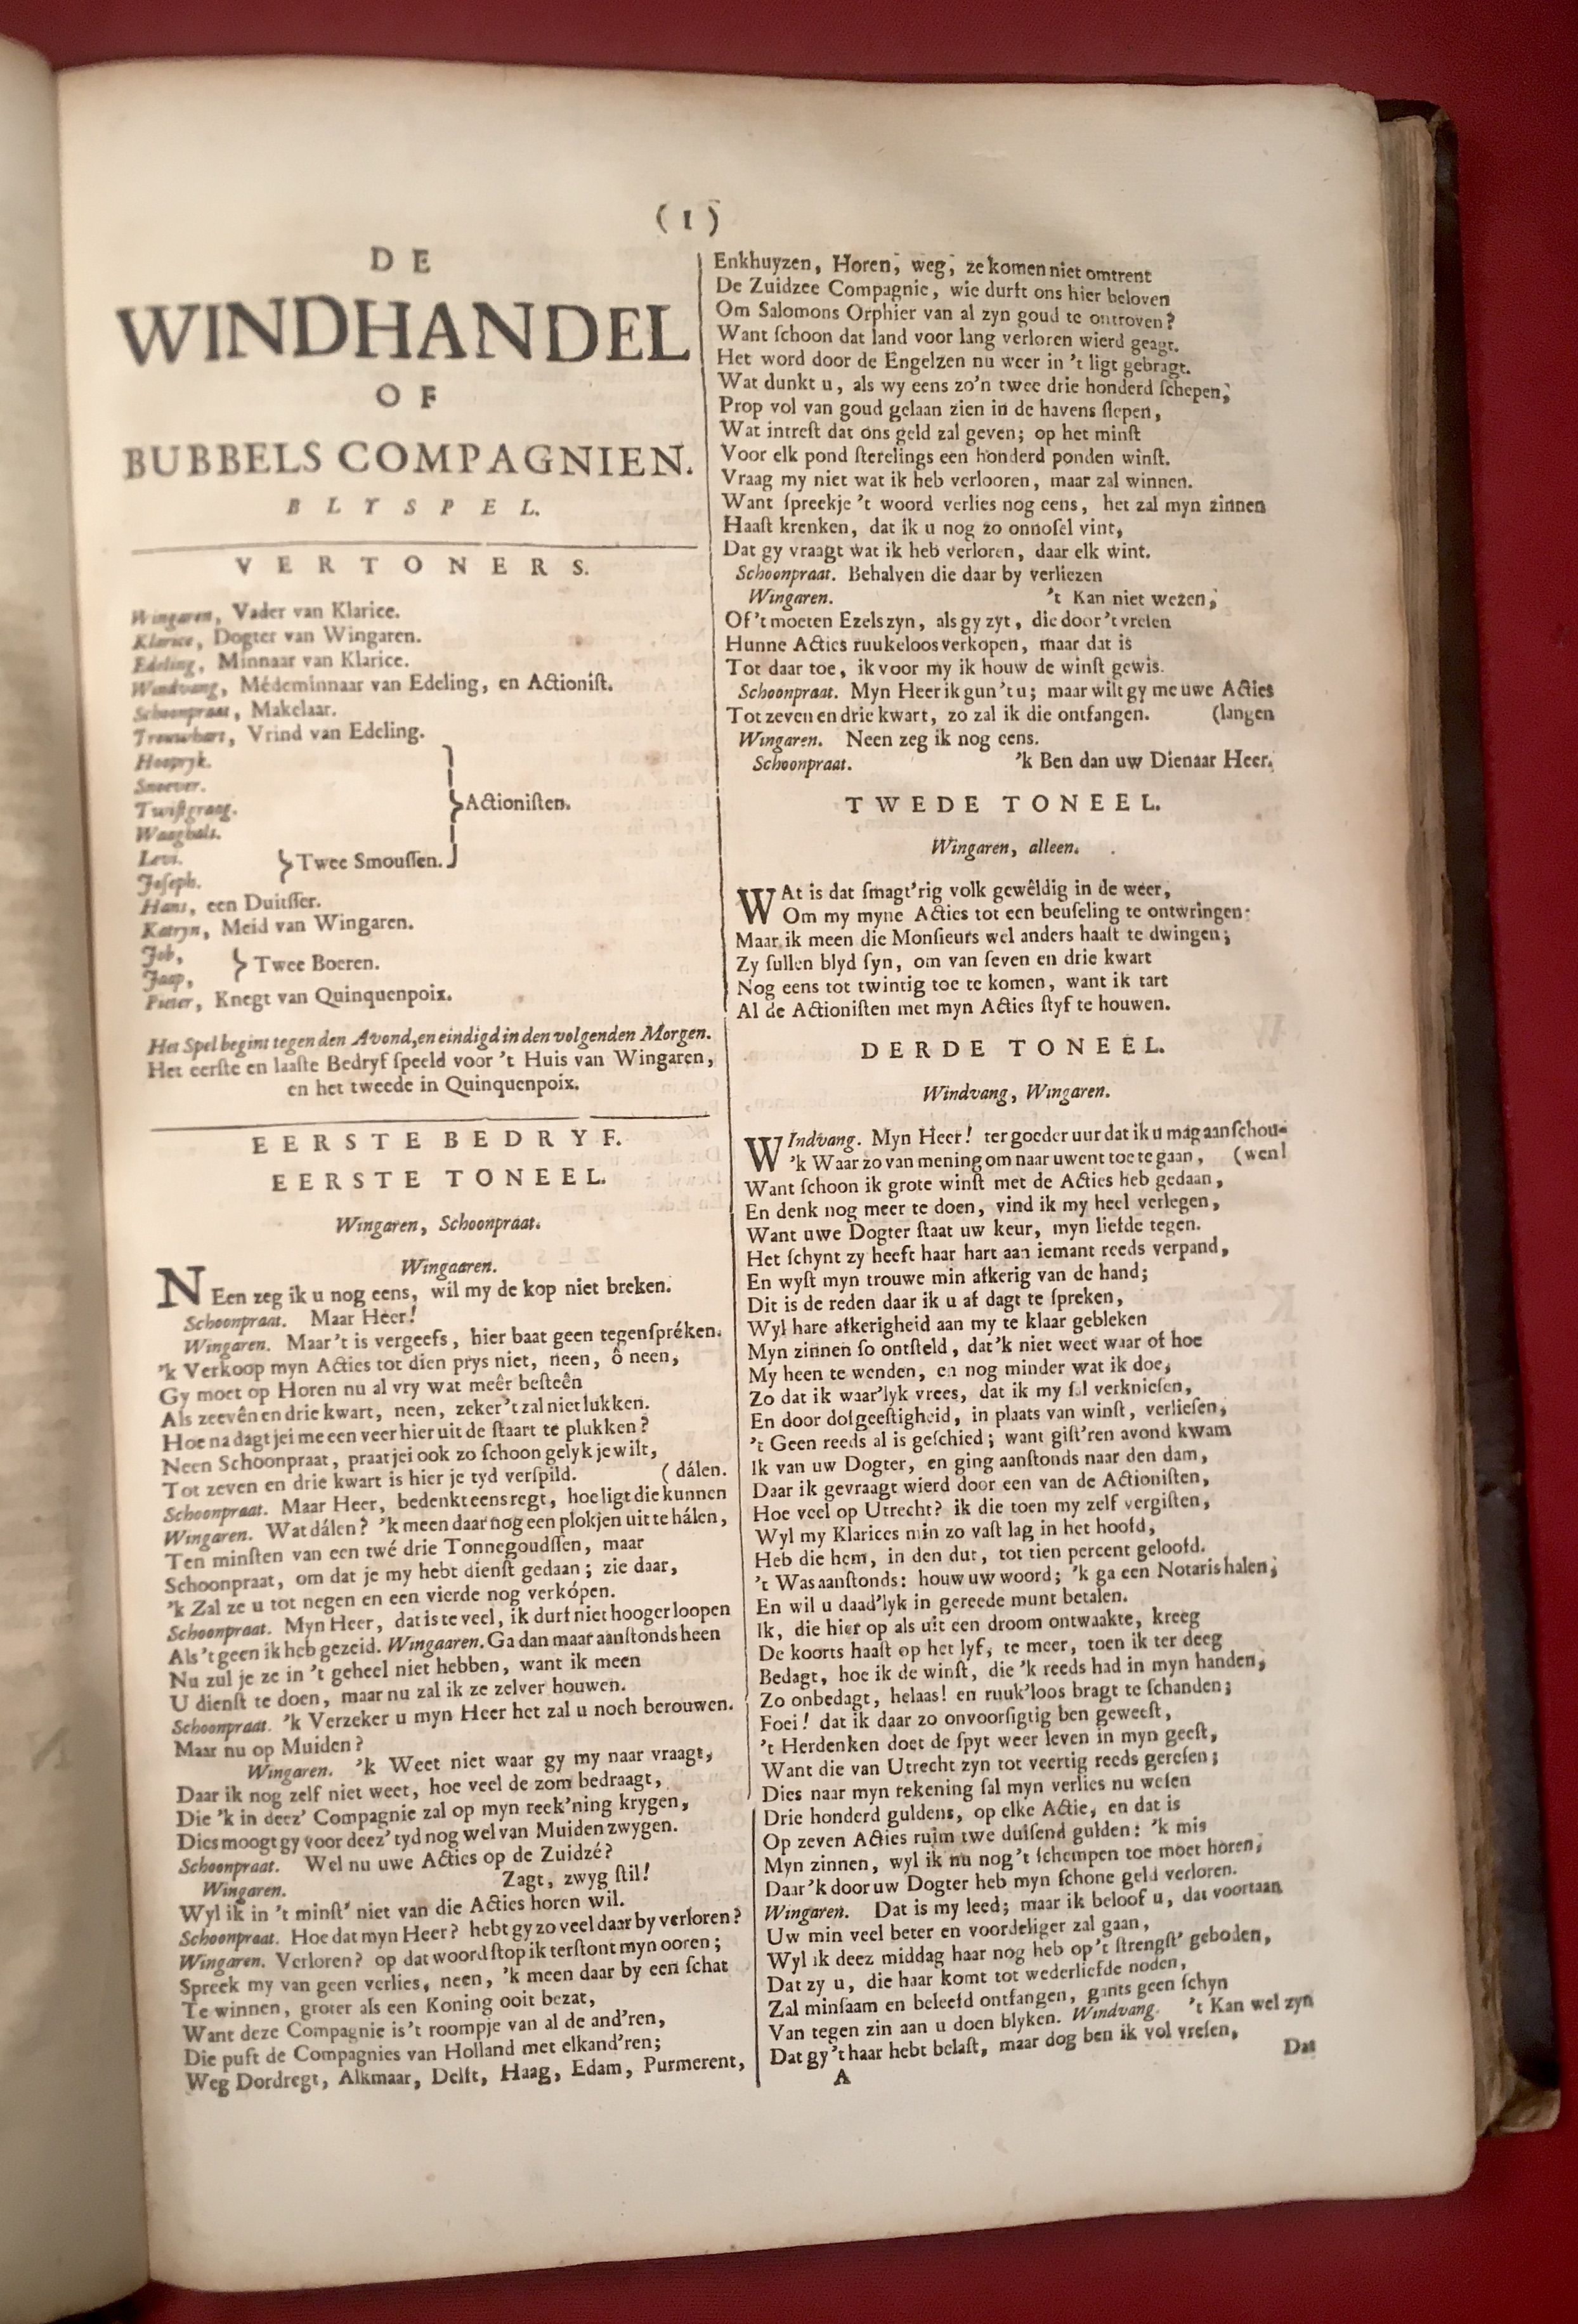 ( 1 )
DE
WINDHANDEL
OF
BUBBELS COMPAGNIEN.
BLYSPEL.
VERTONERS.
Wingaren, Vader van Klarice.
Klarice, Dogter van Wingaren.
Edeling, Minnaar van Klarice.
Windvang, Médeminnaar van Edeling, en Actioniſt.
Schoonpraat, Makelaar.
Trouwhart, Vrind van Edeling.
Hoopryk.
Snoever.
Twiſtgraag.
Waaghals.
} Actioniſten.
Levi.
Joſeph.
} Twee Smouſſen.
Hans, een Duitſſer.
Katryn, Meid van Wingaren.
Job,
Jaap,
} Twee Boeren.
Pieter, Knegt van Quinquenpoix.
Het Spel begint tegen den Avond, en eindigd in den volgenden Morgen.
Het eerſte en laaſte Bedryf ſpeeld voor 't Huis van Wingaren,
en het tweede in Quinquenpoix.
EERSTE BEDRYF.
EERSTE TONEEL.
Wingaren, Schoonpraat.
Wingaaren.
NEen zeg ik u nog eens, wil my de kop niet breken.
Schoonpraat. Maar Heer!
Wingaren. Maar 't is vergeefs, hier baat geen tegenſpréken.
'k Verkoop myn Acties tot dien prys niet, neen, ô neen,
Gy moet op Horen nu al vry wat meêr beſteên
Als zeevên en drie kwart, neen, zeker 't zal niet lukken.
Hoe na dagt jei me een veer hier uit de ſtaart te plukken?
Neen Schoonpraat, praat jei ook zo ſchoon gelyk je wilt,
Tot zeven en drie kwart is hier je tyd verſpild. ( dálen.
Schoonpraat. Maar Heer, bedenkt eens regt, hoe ligt die kunnen
Wingaren. Wat dálen? 'k meen daar nog een plokjen uit te hálen,
Ten minſten van een twé drie Tonnegoudſſen, maar
Schoonpraat, om dat je my hebt dienſt gedaan; zie daar,
'k Zal ze u tot negen en een vierde nog verkópen.
Schoonpraat. Myn Heer, dat is te veel, ik durf niet hooger loopen
Als 't geen ik heb gezeid. Wingaaren. Ga dan maar aanſtonds heen
Nu zul je ze in 't geheel niet hebben, want ik meen
U dienſt te doen, maar nu zal ik ze zelver houwen.
Schoonpraat. 'k Verzeker u myn Heer het zal u noch berouwen.
Maar nu op Muiden?
Wingaren. 'k Weet niet waar gy my naar vraagt,
Daar ik nog zelf niet weet, hoe veel de zom bedraagt,
Die 'k in deez' Compagnie zal op myn reek'ning krygen,
Dies moogt gy voor deez' tyd nog wel van Muiden zwygen.
Schoonpraat. Wel nu uwe Acties op de Zuidzé?
Wingaren. Zagt, zwyg ſtil!
Wyl ik in 't minſt' niet van die Acties horen wil.
Schoonpraat. Hoe dat myn Heer? hebt gy zo veel daar by verloren?
Wingaren. Verloren? op dat woord ſtop ik terſtont myn ooren;
Spreek my van geen verlies, neen, 'k meen daar by een ſchat
Te winnen, groter als een Koning ooit bezat,
Want deze Compagnie is 't roompje van al de and'ren,
Die puft de Compagnies van Holland met elkand'ren;
Weg Dordregt, Alkmaar, Delft, Haag, Edam, Purmerent,
Enkhuyzen, Horen, weg, ze komen niet omtrent
De Zuidzee Compagnie, wie durft ons hier beloven
Om Salomons Orphier van al zyn goud te ontroven?
Want ſchoon dat land voor lang verloren wierd geagt.
Het word door de Engelzen nu weer in 't ligt gebragt.
Wat dunkt u, als wy eens zo'n twee drie honderd ſchepen,
Prop vol van goud gelaan zien in de havens ſlepen,
Wat intreſt dat ons geld zal geven; op het minſt
Voor elk pond ſterelings een honderd ponden winſt.
Vraag my niet wat ik heb verlooren, maar zal winnen.
Want ſpreekje 't woord verlies nog eens, het zal myn zinnen
Haaſt krenken, dat ik u nog zo onnoſel vint,
Dat gy vraagt wat ik heb verloren, daar elk wint.
Schoonpraat. Behalven die daar by verliezen
Wingaren. 't Kan niet wezen,
Of 't moeten Ezels zyn, als gy zyt, die door 't vreſen
Hunne Acties ruukeloos verkopen, maar dat is
Tot daar toe, ik voor my ik houw de winſt gewis.
Schoonpraat. Myn Heer ik gun 't u; maar wilt gy me uwe Acties
Tot zeven en drie kwart, zo zal ik die ontfangen. (langen
Wingaren. Neen zeg ik nog eens.
Schoonpraat. 'k Ben dan uw Dienaar Heer.
TWEDE TONEEL.
Wingaren, alleen.
WAt is dat ſmagt'rig volk gewêldig in de weer,
Om my myne Acties tot een beuſeling te ontwringen:
Maar ik meen die Monſieurs wel anders haaſt te dwingen;
Zy ſullen blyd ſyn, om van ſeven en drie kwart
Nog eens tot twintig toe te komen, want ik tart
Al de Actioniſten met myn Acties ſtyf te houwen.
DERDE TONEEL.
Windvang, Wingaren.
WIndvang. Myn Heer! ter goeder uur dat ik u mag aanſchou-
'k Waar zo van mening om naar uwent toe te gaan, (wen!
Want ſchoon ik grote winſt met de Acties heb gedaan,
En denk nog meer te doen, vind ik my heel verlegen,
Want uwe Dogter ſtaat uw keur, myn liefde tegen.
Het ſchynt zy heeft haar hart aan iemant reeds verpand,
En wyſt myn trouwe min afkerig van de hand;
Dit is de reden daar ik u af dagt te ſpreken,
Wyl hare afkerigheid aan my te klaar gebleken
Myn zinnen ſo ontſteld, dat 'k niet weet waar of hoe
My heen te wenden, en nog minder wat ik doe,
Zo dat ik waar'lyk vrees, dat ik my ſal verknieſen,
En door dofgeeſtigheid, in plaats van winſt, verlieſen,
't Geen reeds al is geſchied; want giſt'ren avond kwam
Ik van uw Dogter, en ging aanſtonds naar den dam,
Daar ik gevraagt wierd door een van de Actioniſten,
Hoe veel op Utrecht? ik die toen my zelf vergiſten,
Wyl my Klarices min zo vaſt lag in het hoofd,
Heb die hem, in den dut, tot tien percent geloofd.
't Was aanſtonds: houw uw woord; 'k ga een Notaris halen;
En wil u daad'lyk in gereede munt betalen.
Ik, die hier op als uit een droom ontwaakte, kreeg
De koorts haaſt op het lyf, te meer, toen ik ter deeg
Bedagt, hoe ik de winſt, die 'k reeds had in myn handen,
Zo onbedagt, helaas! en ruuk'loos bragt te ſchanden;
Foei! dat ik daar zo onvoorſigtig ben geweeſt,
't Herdenken doet de ſpyt weer leven in myn geeſt,
Want die van Utrecht zyn tot veertig reeds gereſen;
Dies naar myn rekening ſal myn verlies nu weſen
Drie honderd guldens, op elke Actie, en dat is
Op zeven Acties ruim twe duiſend gulden: 'k mis
Myn zinnen, wyl ik nu nog 't ſchempen toe moet horen,
Daar 'k door uw Dogter heb myn ſchone geld verloren.
Wingaren. Dat is my leed; maar ik beloof u, dat voortaan
Uw min veel beter en voordeliger zal gaan,
Wyl ik deez middag haar nog heb op 't ſtrengſt' geboden,
Dat zy u, die haar komt tot wederliefde noden,
Zal minſaam en beleefd ontfangen, gants geen ſchyn
Van tegen zin aan u doen blyken. Windvang. 't Kan wel zyn
Dat gy 't haar hebt belaſt, maar dog ben ik vol vreſen,
A
Dat